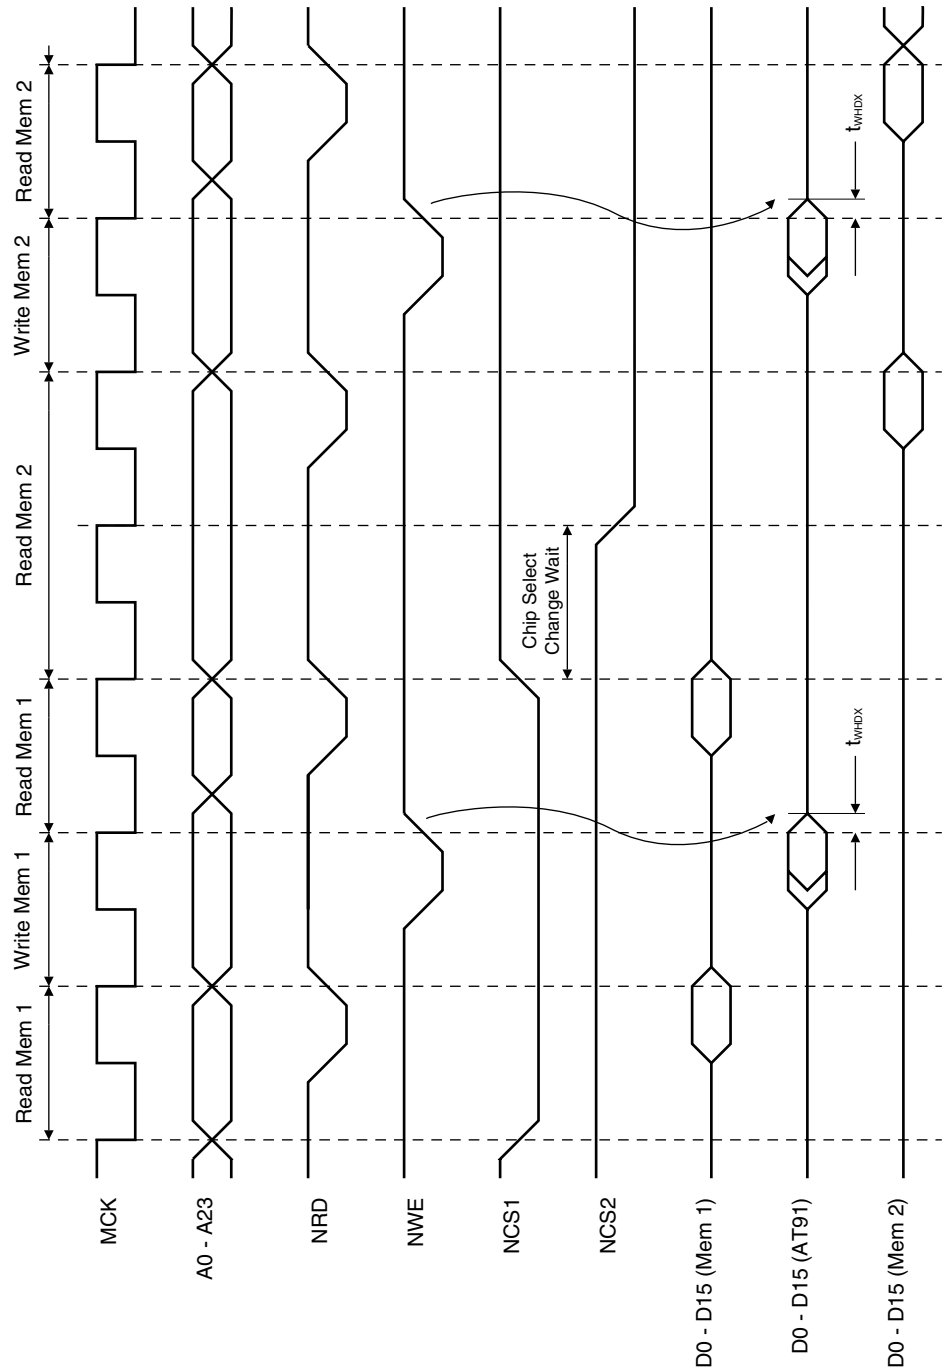 Read Mem 1
Write Mem 1
Read Mem 1
Read Mem 2
Write Mem 2
Read Mem 2
MCK
A0 - A23
NRD
NWE
NCS1
Chip Select
Change Wait
NCS2
D0 - D15 (Mem 1)
D0 - D15 (AT91)
tWHDX
tWHDX
D0 - D15 (Mem 2)